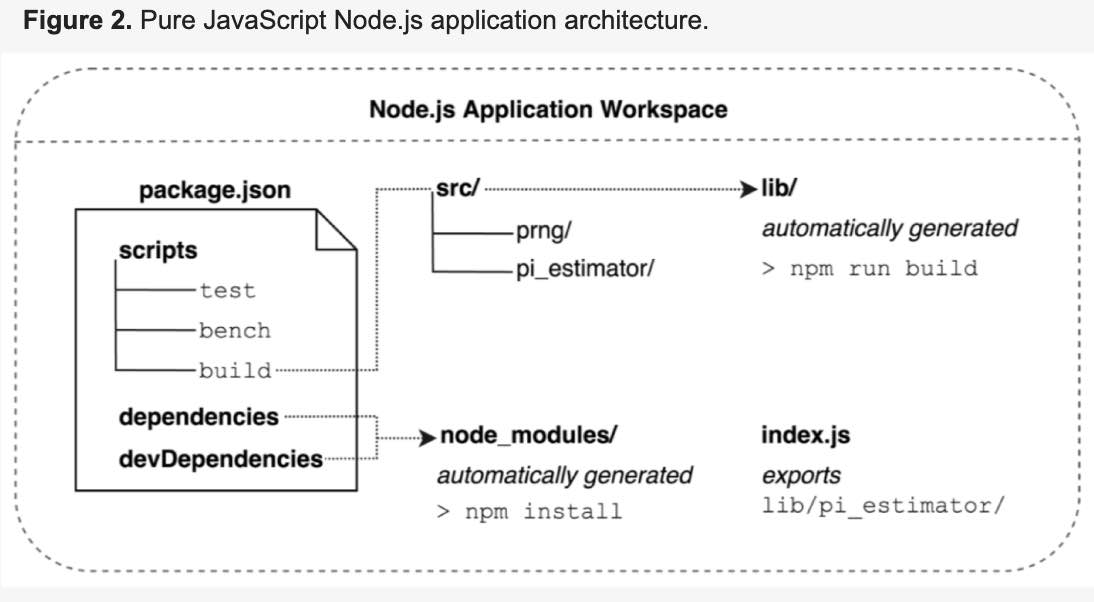 Figure 2. Pure JavaScript Node.js application architecture.
Node.js Application Workspace
package.json
scripts
test
bench
build
dependencies
devDependencies
src/
prng/
pi_estimator/
lib/
automatically generated
> npm run build
node_modules/
automatically generated
> npm install
index.js
exports
lib/pi_estimator/